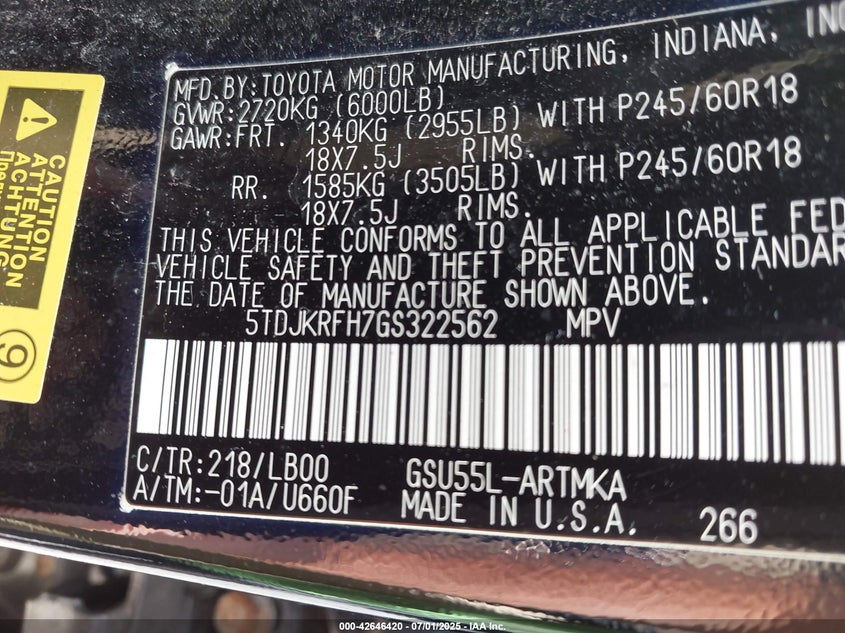 MFD.BY:TOYOTA MOTOR MANUFACTURING, INDIANA, INC
GVWR:2720KG (6000LB)
GAWR:FRT. 1340KG (2955LB) WITH P245/60R18
18X7.5J RIMS.
RR. 1585KG (3505LB) WITH P245/60R18
18X7.5J RIMS.
THIS VEHICLE CONFORMS TO ALL APPLICABLE FED
VEHICLE SAFETY AND THEFT PREVENTION STANDAR
THE DATE OF MANUFACTURE SHOWN ABOVE.
5TDJKRFH7GS322562 MPV
C/TR:218/LB00 GSU55L-ARTMKA
A/TM:-01A/U660F MADE IN U.S.A. 266
CAUTION
ATTENTION
ACHTUNG
9
000-42646420 - 07/01/2025 - IAA Inc.